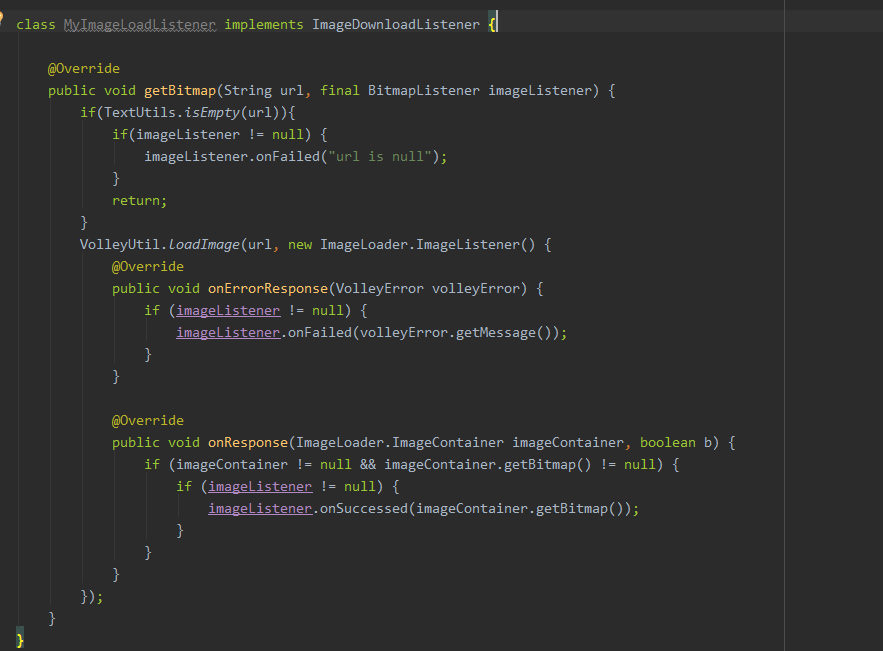 class MyImageLoadListener implements ImageDownloadListener {
@Override
public void getBitmap(String url, final BitmapListener imageListener) {
if(TextUtils.isEmpty(url)){
if(imageListener != null) {
imageListener.onFailed("url is null");
}
return;
}
VolleyUtil.loadImage(url, new ImageLoader.ImageListener() {
@Override
public void onErrorResponse(VolleyError volleyError) {
if (imageListener != null) {
imageListener.onFailed(volleyError.getMessage());
}
}
@Override
public void onResponse(ImageLoader.ImageContainer imageContainer, boolean b) {
if (imageContainer != null && imageContainer.getBitmap() != null) {
if (imageListener != null) {
imageListener.onSuccessed(imageContainer.getBitmap());
}
}
}
});
}
}